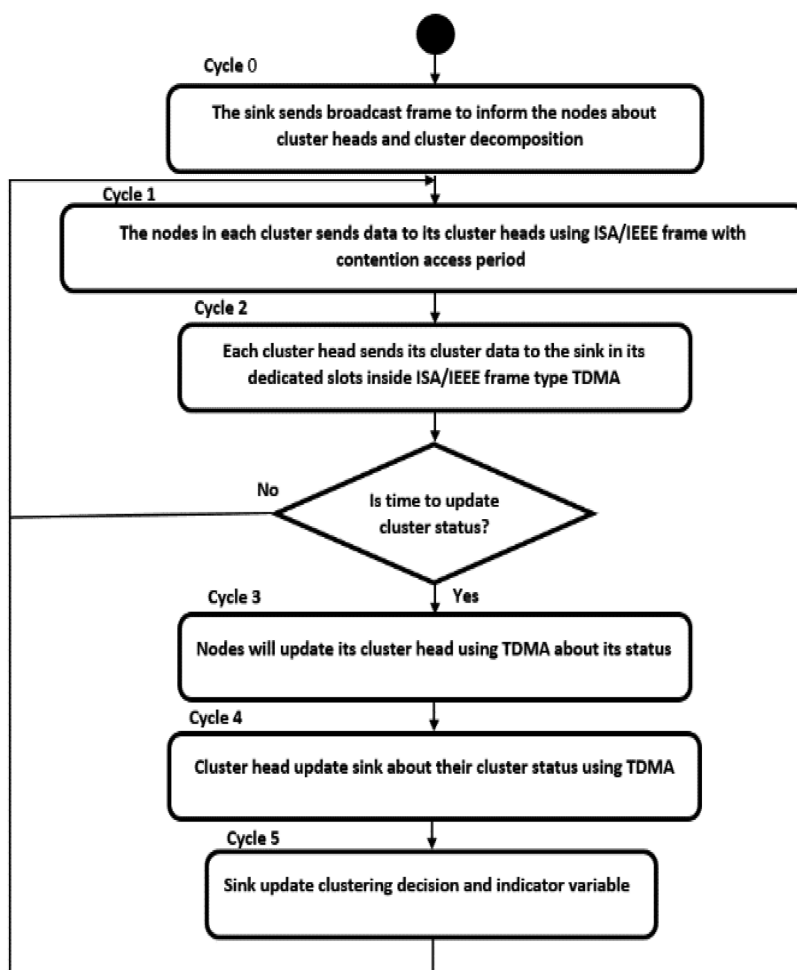 Cycle 0
The sink sends broadcast frame to inform the nodes about
cluster heads and cluster decomposition
Cycle 1
The nodes in each cluster sends data to its cluster heads using ISA/IEEE frame with
contention access period
Cycle 2
Each cluster head sends its cluster data to the sink in its
dedicated slots inside ISA/IEEE frame type TDMA
No
Is time to update
cluster status?
Yes
Cycle 3
Nodes will update its cluster head using TDMA about its status
Cycle 4
Cluster head update sink about their cluster status using TDMA
Cycle 5
Sink update clustering decision and indicator variable